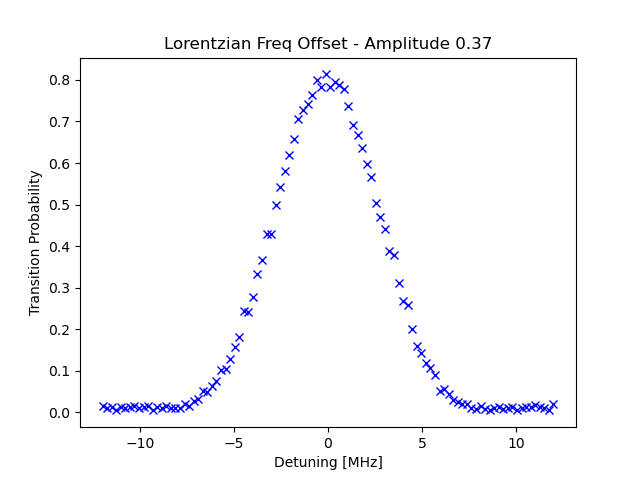 Lorentzian Freq Offset - Amplitude 0.37
Transition Probability
0.8
0.7
0.6
0.5
0.4
0.3
0.2
0.1
0.0
−10 −5 0 5 10
Detuning [MHz]